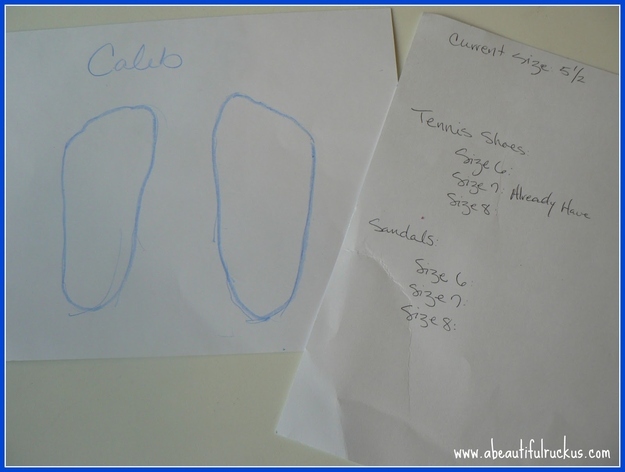 Caleb
Current Size: 5 1/2
Tennis Shoes
Size 6:
Size 7: Already Have
Size 8:
Sandals:
Size 6:
Size 7:
Size 8:
www.abeautifulruckus.com